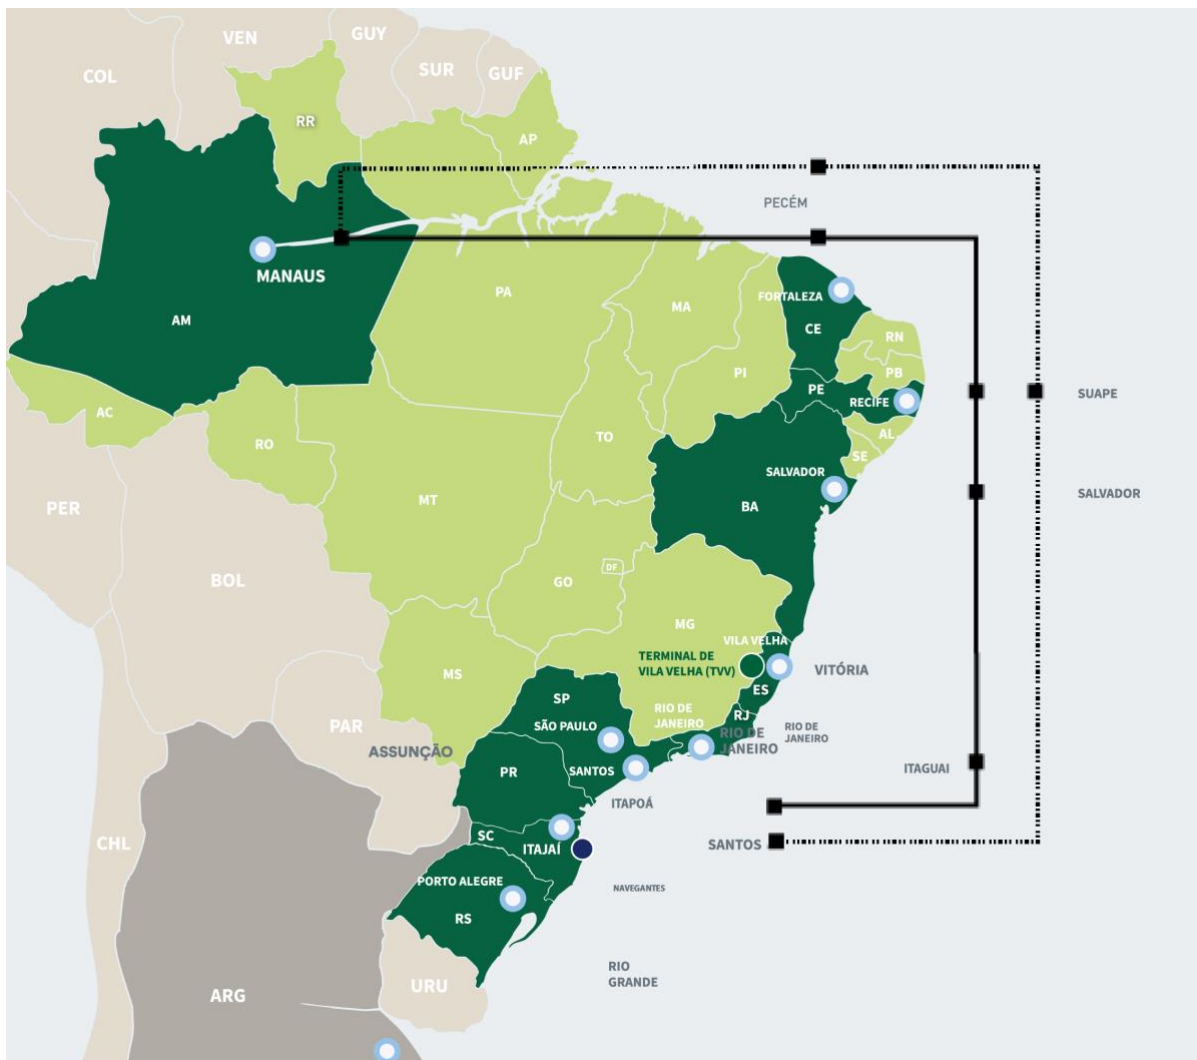 GUY
VEN
SUR
GUF
COL
RR
AP
PECÉM
MANAUS
PA
FORTALEZA
MA
AM
CE
RN
PI
PB
PE
RECIFE
SUAPE
AC
AL
TO
RO
SE
SALVADOR
SALVADOR
MT
BA
PER
BOL
GO
DF
MG
VILA VELHA
TERMINAL DE
VILA VELHA (TVV)
VITÓRIA
MS
ES
SP
RIO DE
JANEIRO
RJ
PAR
SÃO PAULO
RIO DE
JANEIRO
RIO DE
JANEIRO
ASSUNÇÃO
PR
SANTOS
ITAGUAI
ITAPOÁ
CHL
SC
ITAJAÍ
SANTOS
PORTO ALEGRE
NAVEGANTES
RS
RIO
GRANDE
URU
ARG